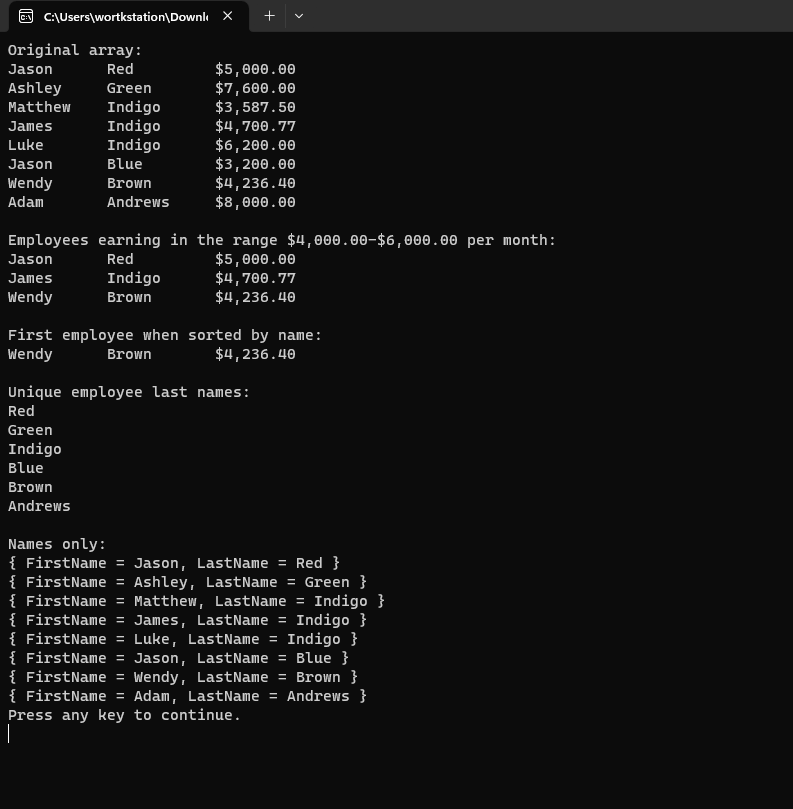 C:\Users\wortkstation\Downl
Original array:
Jason      Red         $5,000.00
Ashley     Green       $7,600.00
Matthew    Indigo      $3,587.50
James      Indigo      $4,700.77
Luke       Indigo      $6,200.00
Jason      Blue        $3,200.00
Wendy      Brown       $4,236.40
Adam       Andrews     $8,000.00
Employees earning in the range $4,000.00-$6,000.00 per month:
Jason      Red         $5,000.00
James      Indigo      $4,700.77
Wendy      Brown       $4,236.40
First employee when sorted by name:
Wendy      Brown       $4,236.40
Unique employee last names:
Red
Green
Indigo
Blue
Brown
Andrews
Names only:
{ FirstName = Jason, LastName = Red }
{ FirstName = Ashley, LastName = Green }
{ FirstName = Matthew, LastName = Indigo }
{ FirstName = James, LastName = Indigo }
{ FirstName = Luke, LastName = Indigo }
{ FirstName = Jason, LastName = Blue }
{ FirstName = Wendy, LastName = Brown }
{ FirstName = Adam, LastName = Andrews }
Press any key to continue.